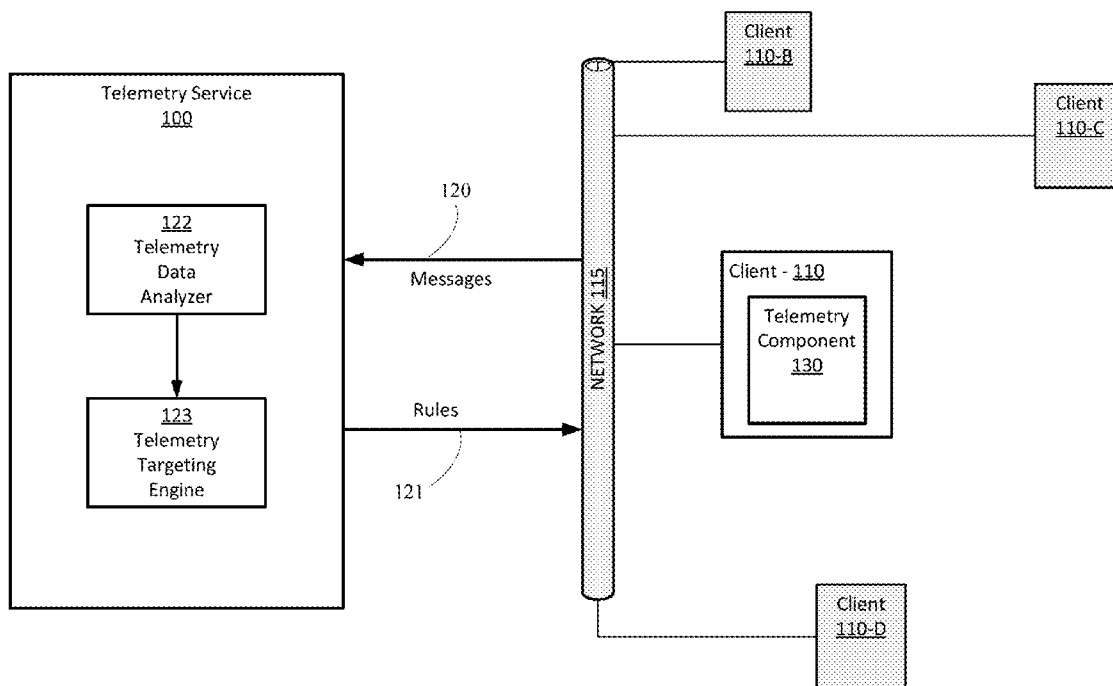 Client
110-B
Client
110-C
Telemetry Service
100
122
Telemetry
Data
Analyzer
120
Messages
NETWORK 115
Client - 110
Telemetry
Component
130
123
Telemetry
Targeting
Engine
Rules
121
Client
110-D